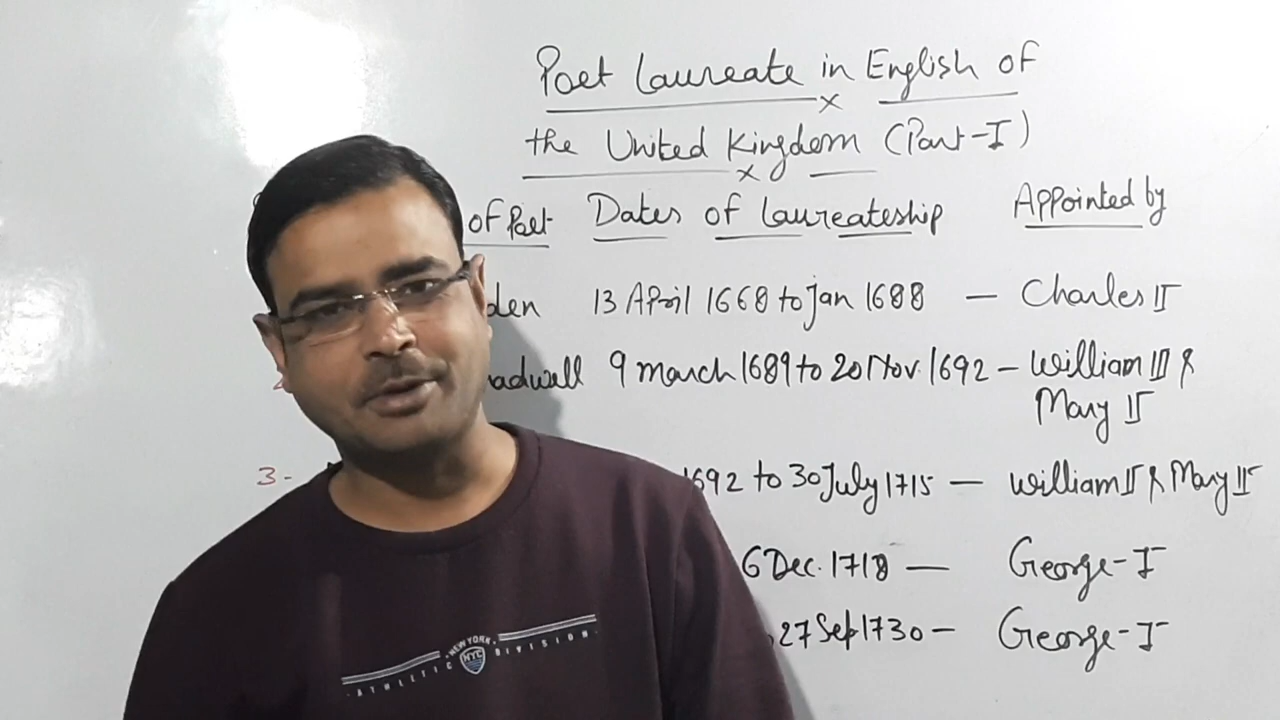 Poet Laureate in English of
the United Kingdom (Part-I)
of Poet Dates of Laureateship Appointed by
den 13 April 1668 to Jan 1688 — Charles II
adwell 9 march 1689 to 20 Nov. 1692 - William III &
Mary II
3- 1692 to 30 July 1715 — William II & Mary II
6 Dec. 1718 — George-I
27 Sep 1730 - George-I
NEW YORK
NYC
ATHLETIC DIVISION